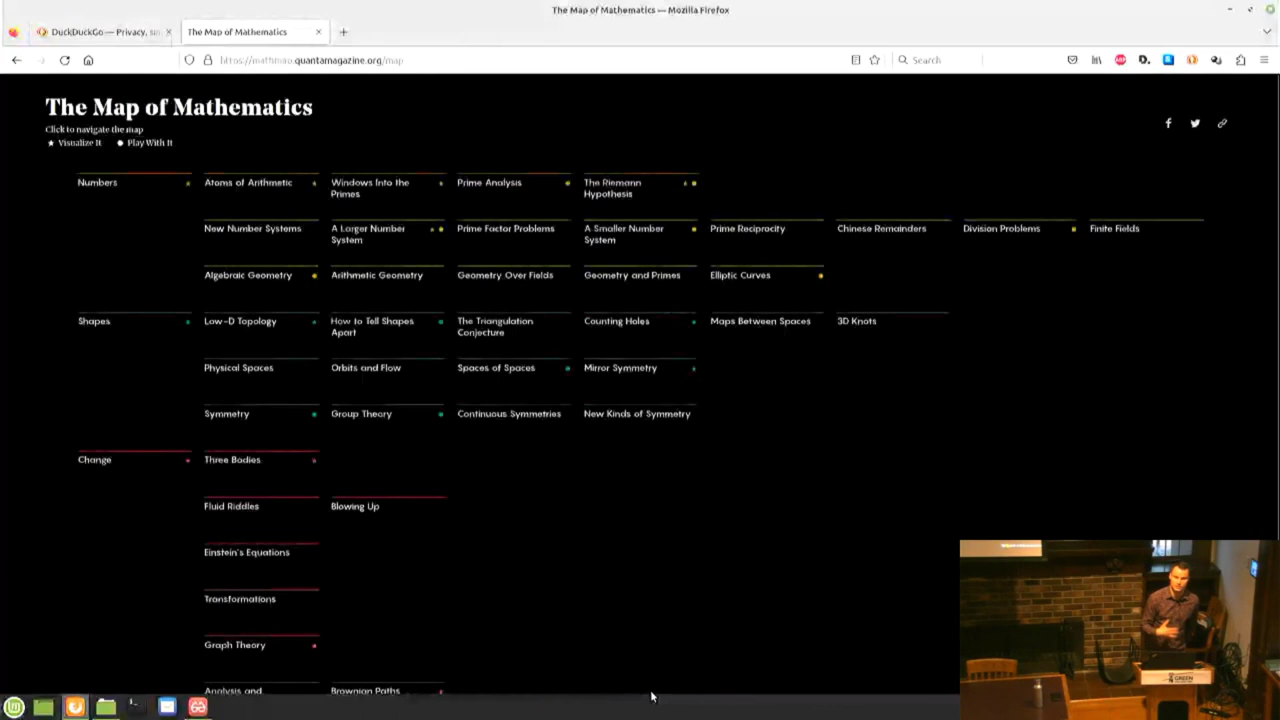 The Map of Mathematics — Mozilla Firefox
DuckDuckGo — Privacy, sim
The Map of Mathematics
https://mathmap.quantamagazine.org/map
Search
The Map of Mathematics
Click to navigate the map
★ Visualize It ● Play With It
Numbers
Atoms of Arithmetic
Windows Into the
Primes
Prime Analysis
The Riemann
Hypothesis
New Number Systems
A Larger Number
System
Prime Factor Problems
A Smaller Number
System
Prime Reciprocity
Chinese Remainders
Division Problems
Finite Fields
Algebraic Geometry
Arithmetic Geometry
Geometry Over Fields
Geometry and Primes
Elliptic Curves
Shapes
Low-D Topology
How to Tell Shapes
Apart
The Triangulation
Conjecture
Counting Holes
Maps Between Spaces
3D Knots
Physical Spaces
Orbits and Flow
Spaces of Spaces
Mirror Symmetry
Symmetry
Group Theory
Continuous Symmetries
New Kinds of Symmetry
Change
Three Bodies
Fluid Riddles
Blowing Up
Einstein's Equations
Transformations
Graph Theory
Analysis and
Brownian Paths
GREEN